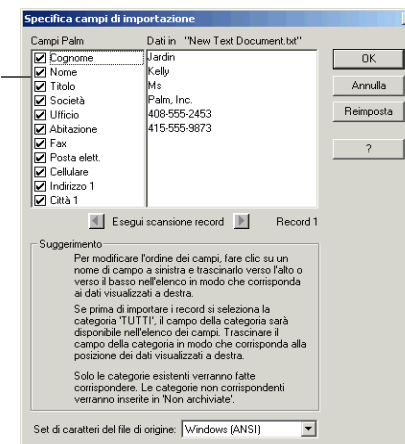 Specifica campi di importazione
Campi Palm Dati in "New Text Document.txt"
Cognome Jardin
Nome Kelly
Titolo Ms
Società Palm, Inc.
Ufficio 408-555-2453
Abitazione 415-555-9873
Fax
Posta elett.
Cellulare
Indirizzo 1
Città 1
OK
Annulla
Reimposta
?
Esegui scansione record Record 1
Suggerimento
Per modificare l'ordine dei campi, fare clic su un
nome di campo a sinistra e trascinarlo verso l'alto o
verso il basso nell'elenco in modo che corrisponda
ai dati visualizzati a destra.
Se prima di importare i record si seleziona la
categoria 'TUTTI', il campo della categoria sarà
disponibile nell'elenco dei campi. Trascinare il
campo della categoria in modo che corrisponda alla
posizione dei dati visualizzati a destra.
Solo le categorie esistenti verranno fatte
corrispondere. Le categorie non corrispondenti
verranno inserite in 'Non archiviate'.
Set di caratteri del file di origine: Windows (ANSI)